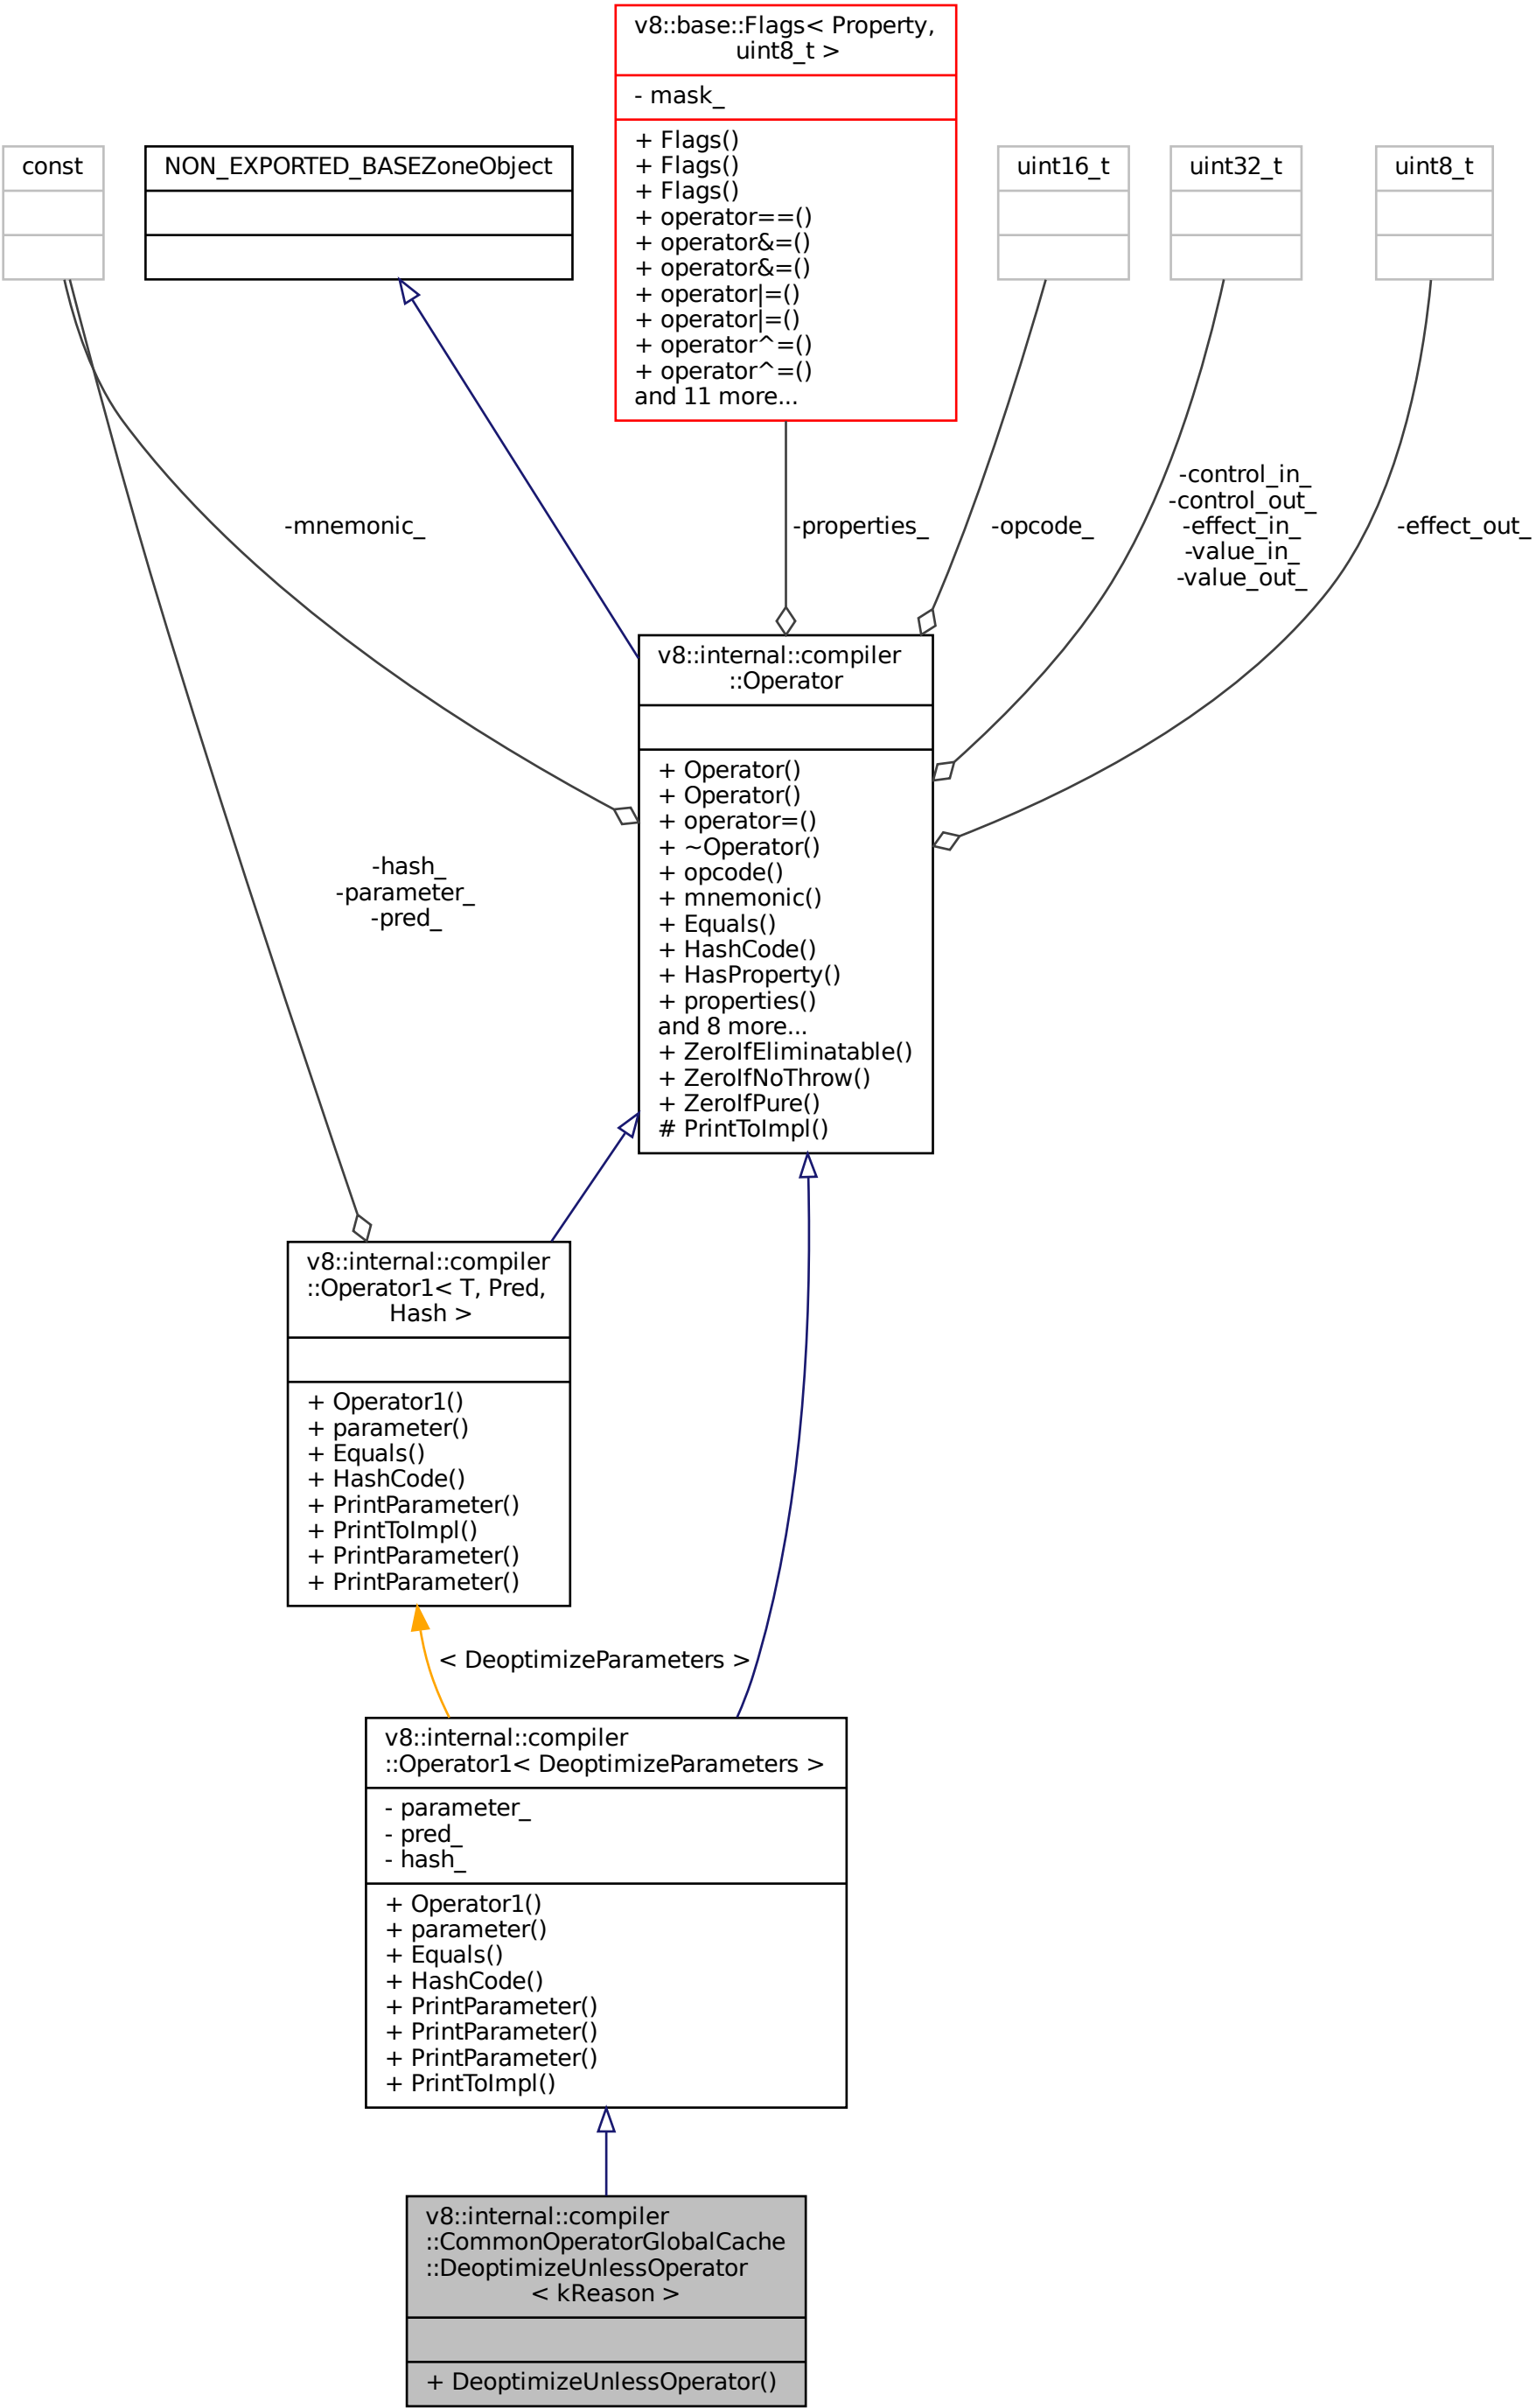 v8::base::Flags< Property,
uint8_t >
- mask_
+ Flags()
+ Flags()
+ Flags()
+ operator==()
+ operator&=()
+ operator&=()
+ operator|=()
+ operator|=()
+ operator^=()
+ operator^=()
and 11 more...
const
NON_EXPORTED_BASEZoneObject
uint16_t
uint32_t
uint8_t
-mnemonic_
-properties_
-opcode_
-control_in_
-control_out_
-effect_in_
-value_in_
-value_out_
-effect_out_
v8::internal::compiler
::Operator
+ Operator()
+ Operator()
+ operator=()
+ ~Operator()
+ opcode()
+ mnemonic()
+ Equals()
+ HashCode()
+ HasProperty()
+ properties()
and 8 more...
+ ZeroIfEliminatable()
+ ZeroIfNoThrow()
+ ZeroIfPure()
# PrintToImpl()
-hash_
-parameter_
-pred_
v8::internal::compiler
::Operator1< T, Pred,
Hash >
+ Operator1()
+ parameter()
+ Equals()
+ HashCode()
+ PrintParameter()
+ PrintToImpl()
+ PrintParameter()
+ PrintParameter()
< DeoptimizeParameters >
v8::internal::compiler
::Operator1< DeoptimizeParameters >
- parameter_
- pred_
- hash_
+ Operator1()
+ parameter()
+ Equals()
+ HashCode()
+ PrintParameter()
+ PrintParameter()
+ PrintParameter()
+ PrintToImpl()
v8::internal::compiler
::CommonOperatorGlobalCache
::DeoptimizeUnlessOperator
< kReason >
+ DeoptimizeUnlessOperator()